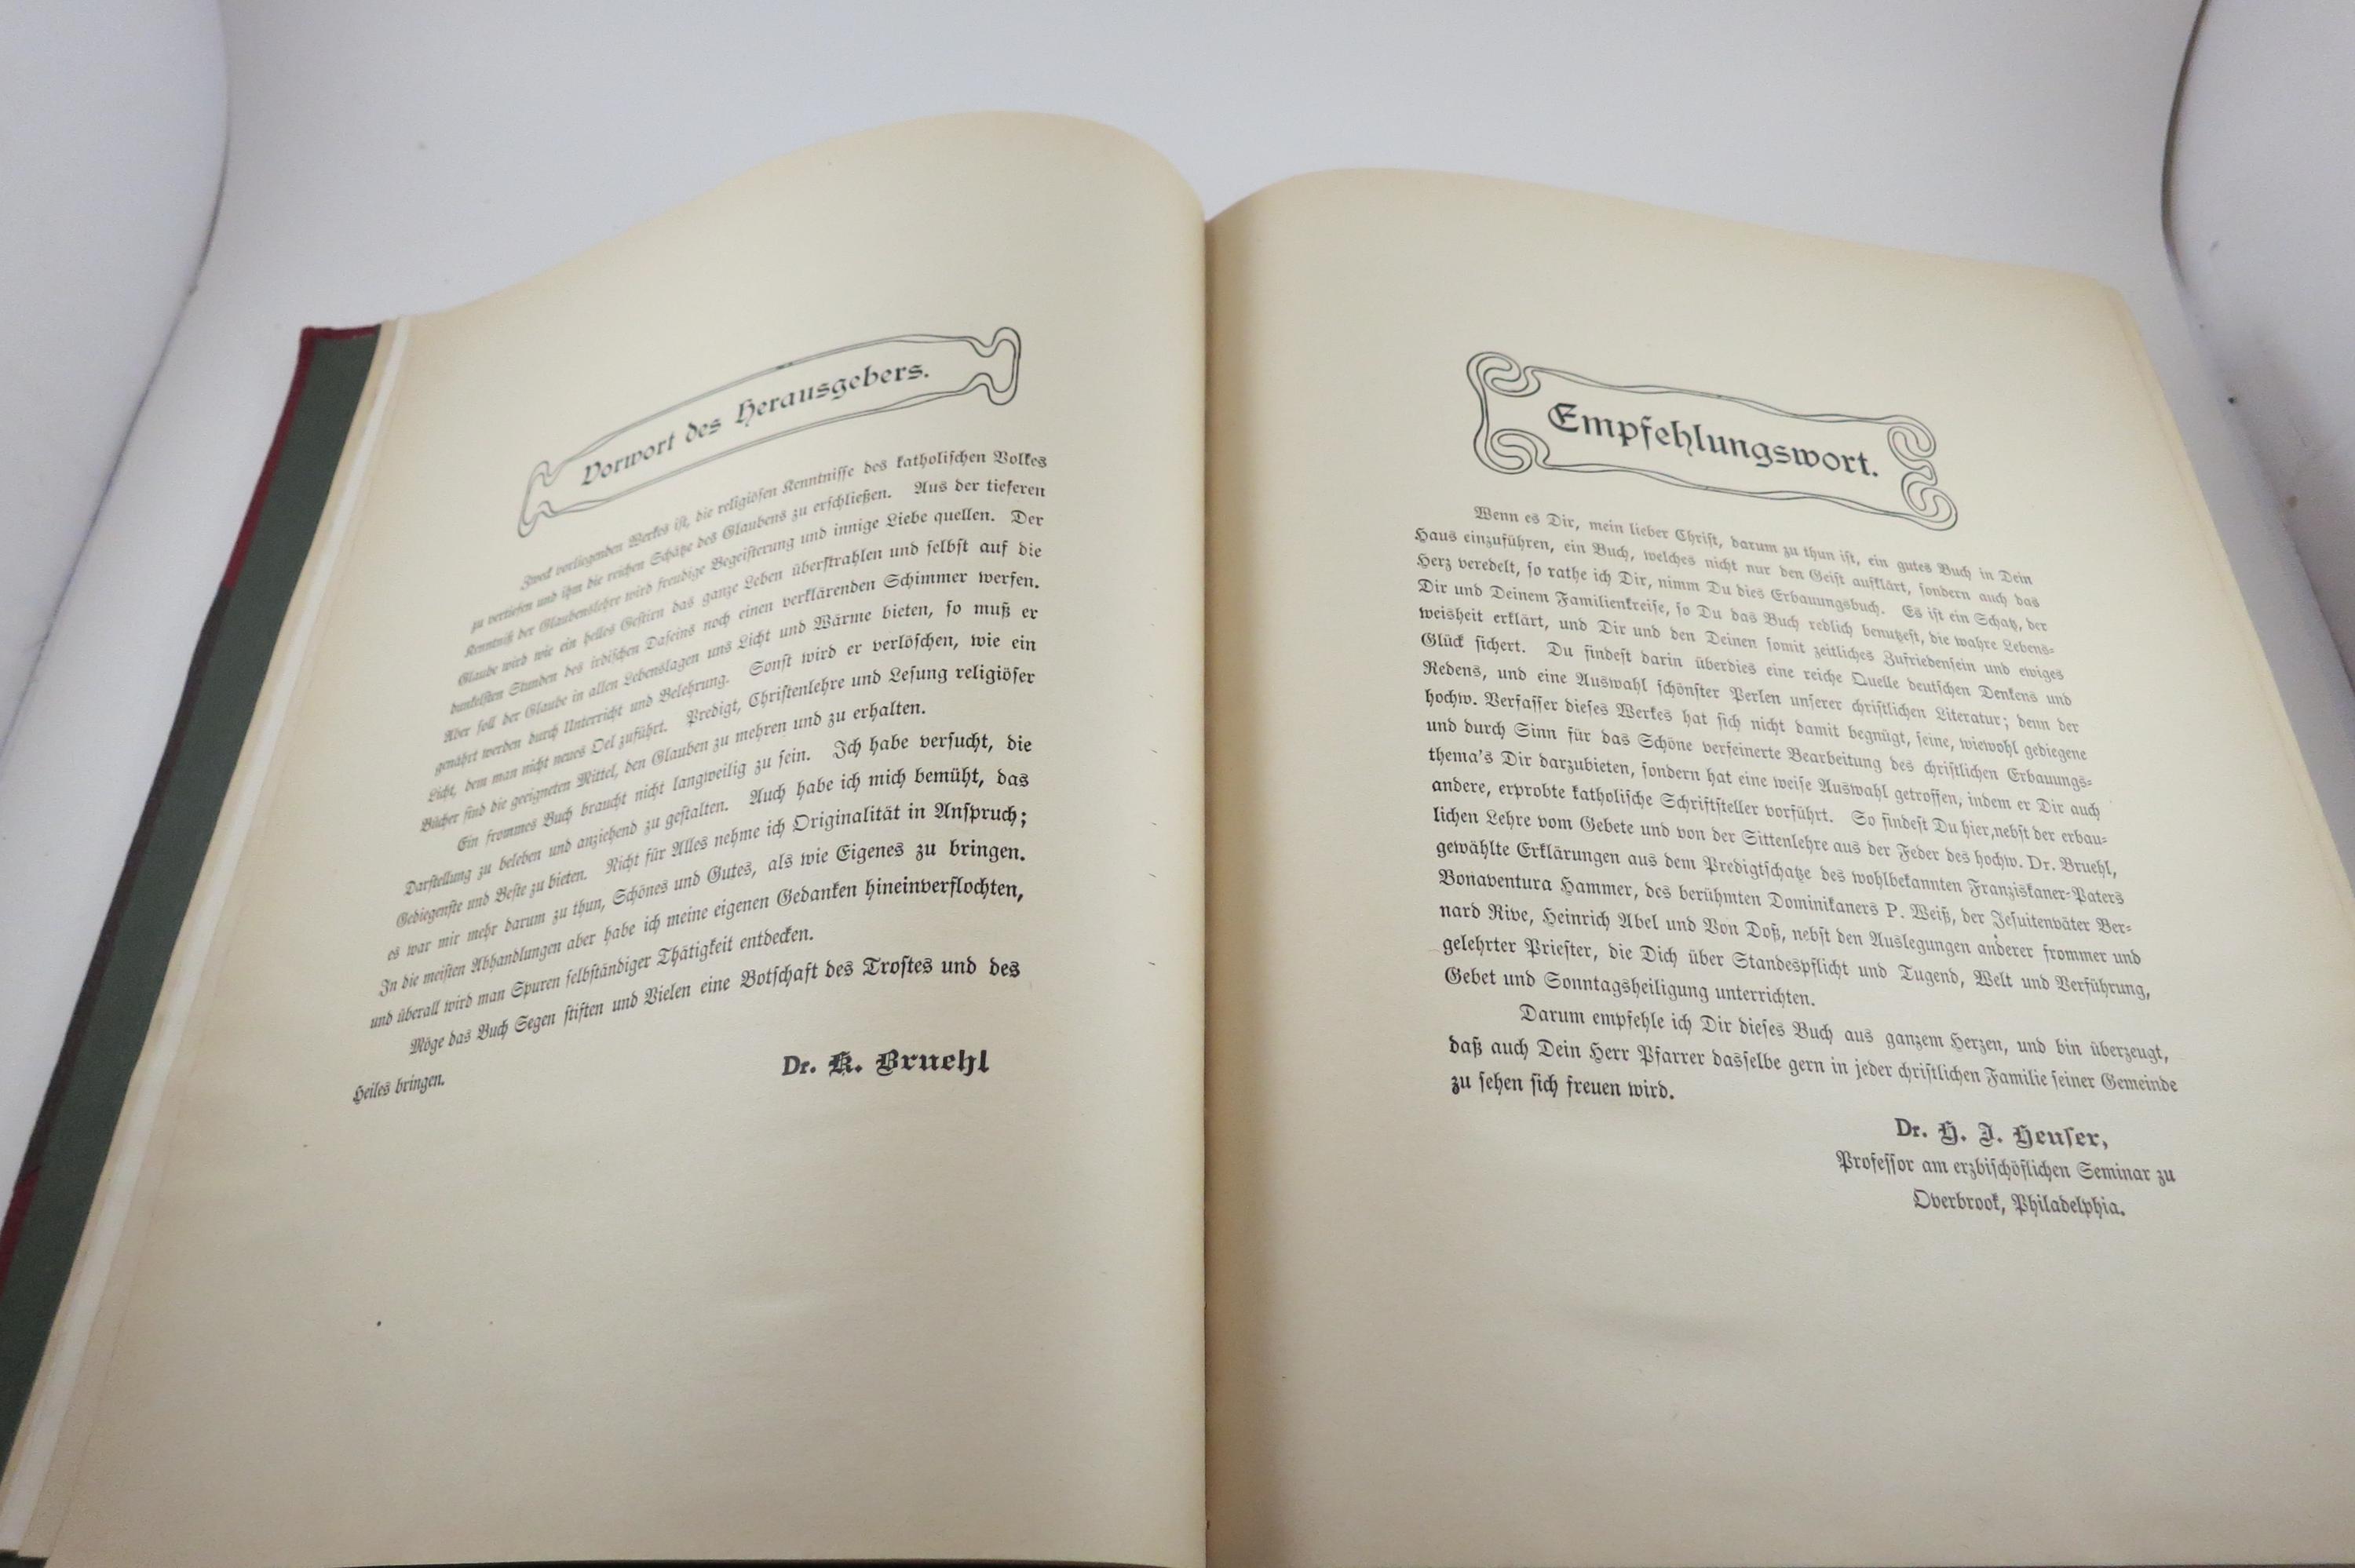 Vorwort des Herausgebers.
Zweck vorliegenden Werkes ist, die religiösen Kenntnisse des katholischen Volkes
zu vertiefen und ihm die reichen Schätze des Glaubens zu erschließen. Aus der tieferen
Kenntniß der Glaubenslehre wird freudige Begeisterung und innige Liebe quellen. Der
Glaube wird wie ein helles Gestirn das ganze Leben überstrahlen und selbst auf die
dunkelsten Stunden des irdischen Daseins noch einen verklärenden Schimmer werfen.
Aber soll der Glaube in allen Lebenslagen uns Licht und Wärme bieten, so muß er
genährt werden durch Unterricht und Belehrung. Sonst wird er verlöschen, wie ein
Licht, dem man nicht neues Oel zuführt. Predigt, Christenlehre und Lesung religiöser
Bücher sind die geeigneten Mittel, den Glauben zu mehren und zu erhalten.
Ein frommes Buch braucht nicht langweilig zu sein. Ich habe versucht, die
Darstellung zu beleben und anziehend zu gestalten. Auch habe ich mich bemüht, das
Gediegenste und Beste zu bieten. Nicht für Alles nehme ich Originalität in Anspruch;
es war mir mehr darum zu thun, Schönes und Gutes, als wie Eigenes zu bringen.
In die meisten Abhandlungen aber habe ich meine eigenen Gedanken hineinverflochten,
und überall wird man Spuren selbständiger Thätigkeit entdecken.
Möge das Buch Segen stiften und Vielen eine Botschaft des Trostes und des
Heiles bringen.
Dr. K. Bruehl
Empfehlungswort.
Wenn es Dir, mein lieber Christ, darum zu thun ist, ein gutes Buch in Dein
Haus einzuführen, ein Buch, welches nicht nur den Geist aufklärt, sondern auch das
Herz veredelt, so rathe ich Dir, nimm Du dies Erbauungsbuch. Es ist ein Schatz, der
Dir und Deinem Familienkreise, so Du das Buch redlich benutzest, die wahre Lebens-
weisheit erklärt, und Dir und den Deinen somit zeitliches Zufriedensein und ewiges
Glück sichert. Du findest darin überdies eine reiche Quelle deutschen Denkens und
Redens, und eine Auswahl schönster Perlen unserer christlichen Literatur; denn der
hochw. Verfasser dieses Werkes hat sich nicht damit begnügt, seine, wiewohl gediegene
und durch Sinn für das Schöne verfeinerte Bearbeitung des christlichen Erbauungs-
thema's Dir darzubieten, sondern hat eine weise Auswahl getroffen, indem er Dir auch
andere, erprobte katholische Schriftsteller vorführt. So findest Du hier, nebst der erbau-
lichen Lehre vom Gebete und von der Sittenlehre aus der Feder des hochw. Dr. Bruehl,
gewählte Erklärungen aus dem Predigtschatze des wohlbekannten Franziskaner-Paters
Bonaventura Hammer, des berühmten Dominikaners P. Weiß, der Jesuitenväter Ber-
nard Rive, Heinrich Abel und Von Doß, nebst den Auslegungen anderer frommer und
gelehrter Priester, die Dich über Standespflicht und Tugend, Welt und Verführung,
Gebet und Sonntagsheiligung unterrichten.
Darum empfehle ich Dir dieses Buch aus ganzem Herzen, und bin überzeugt,
daß auch Dein Herr Pfarrer dasselbe gern in jeder christlichen Familie seiner Gemeinde
zu sehen sich freuen wird.
Dr. H. J. Heuser,
Professor am erzbischöflichen Seminar zu
Overbrook, Philadelphia.